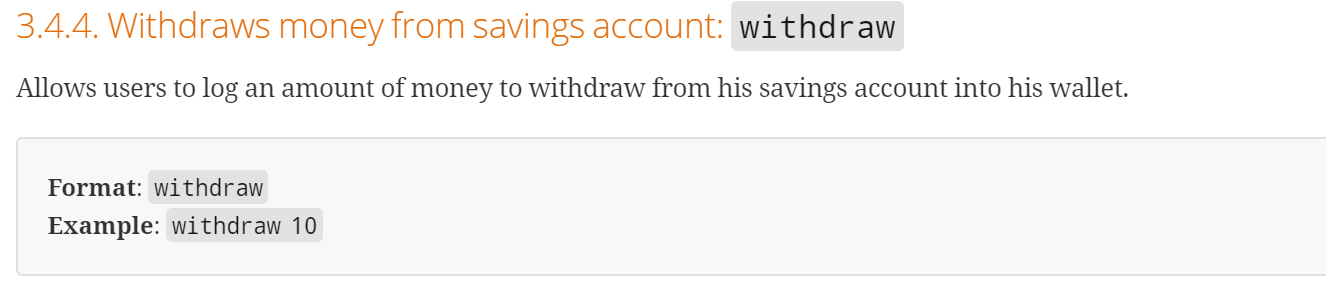 3.4.4. Withdraws money from savings account: withdraw
Allows users to log an amount of money to withdraw from his savings account into his wallet.
Format: withdraw
Example: withdraw 10